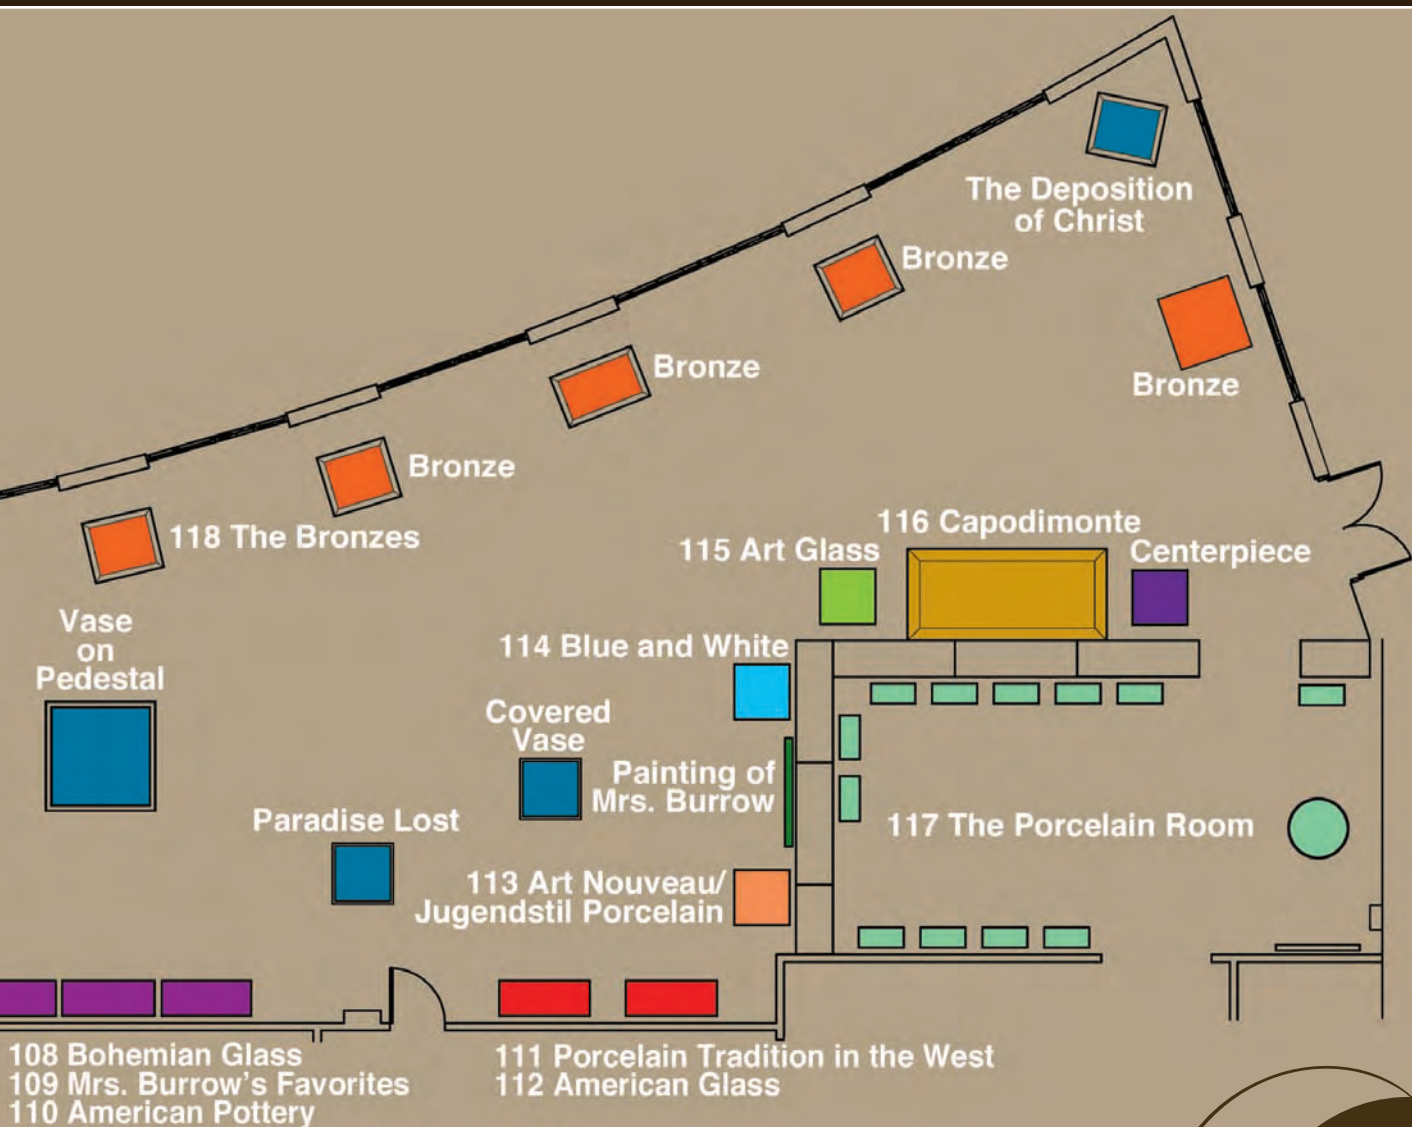 The Deposition
of Christ
Bronze
Bronze
Bronze
Bronze
118 The Bronzes
116 Capodimonte
115 Art Glass
Centerpiece
Vase
on
Pedestal
114 Blue and White
Covered
Vase
Painting of
Mrs. Burrow
Paradise Lost
117 The Porcelain Room
113 Art Nouveau/
Jugendstil Porcelain
108 Bohemian Glass
109 Mrs. Burrow's Favorites
110 American Pottery
111 Porcelain Tradition in the West
112 American Glass